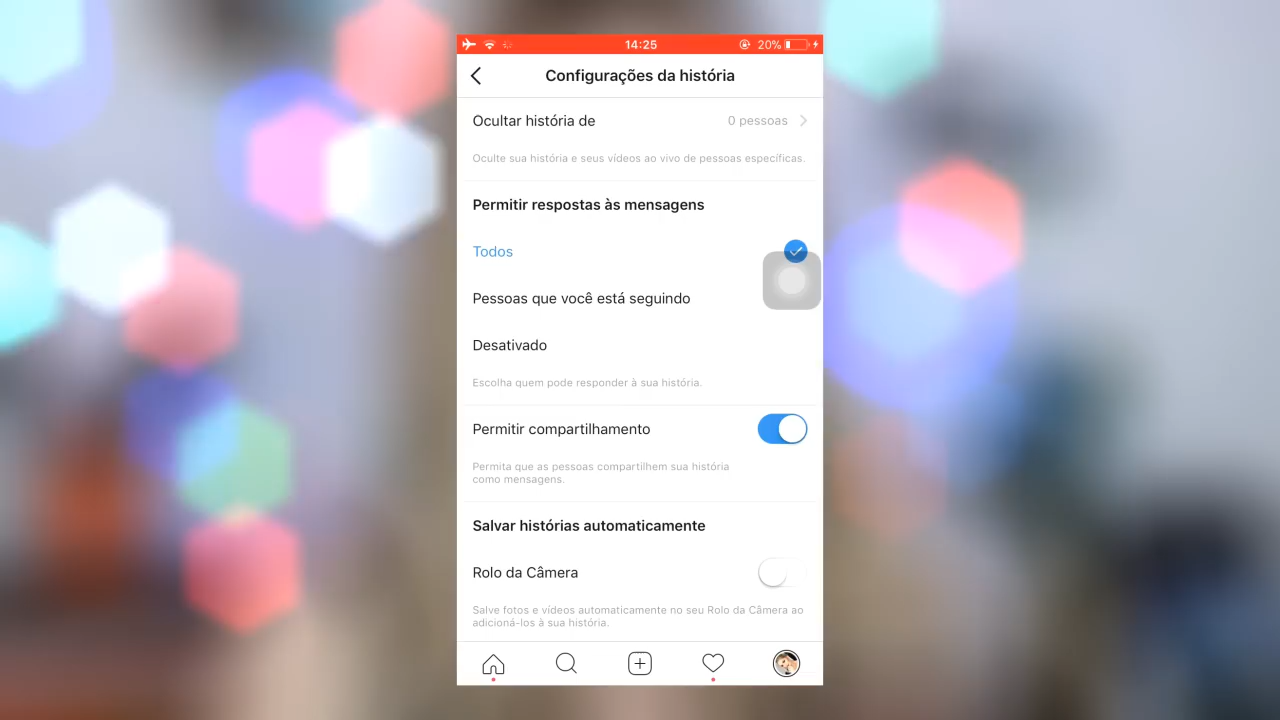 14:25
20%
Configurações da história
Ocultar história de
0 pessoas
Oculte sua história e seus vídeos ao vivo de pessoas específicas.
Permitir respostas às mensagens
Todos
Pessoas que você está seguindo
Desativado
Escolha quem pode responder à sua história.
Permitir compartilhamento
Permita que as pessoas compartilhem sua história
como mensagens.
Salvar histórias automaticamente
Rolo da Câmera
Salve fotos e vídeos automaticamente no seu Rolo da Câmera ao
adicioná-los à sua história.